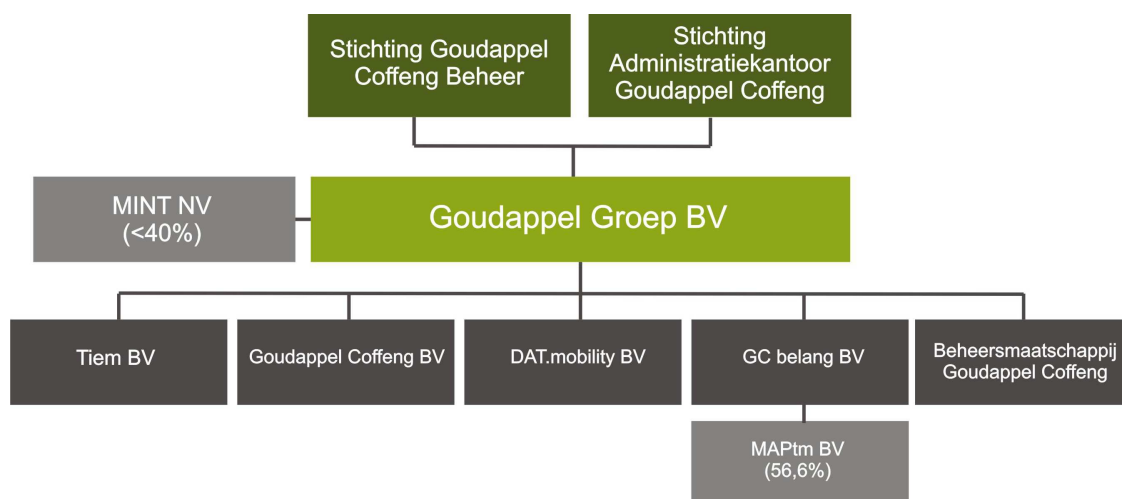 Stichting Goudappel
Coffeng Beheer
Stichting
Administratiekantoor
Goudappel Coffeng
MINT NV
(<40%)
Goudappel Groep BV
Tiem BV
Goudappel Coffeng BV
DAT.mobility BV
GC belang BV
Beheersmaatschappij
Goudappel Coffeng
MAPtm BV
(56,6%)